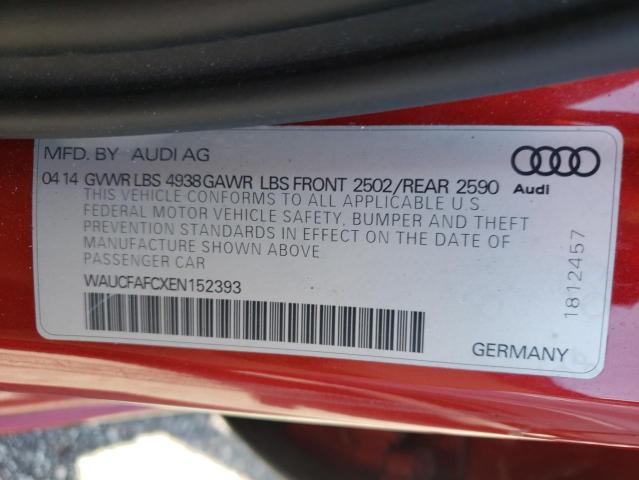 MFD. BY AUDI AG
04 14 GVWR LBS 4938 GAWR LBS FRONT 2502/REAR 2590
Audi
THIS VEHICLE CONFORMS TO ALL APPLICABLE U.S.
FEDERAL MOTOR VEHICLE SAFETY, BUMPER AND THEFT
PREVENTION STANDARDS IN EFFECT ON THE DATE OF
MANUFACTURE SHOWN ABOVE
PASSENGER CAR
WAUCFAFCXEN152393
1812457
GERMANY